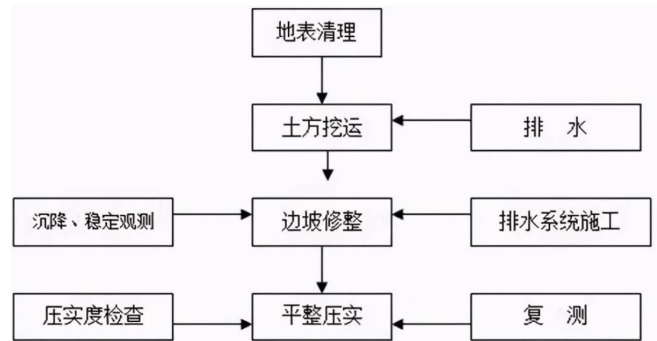 地表清理
土方挖运
排 水
沉降、稳定观测
边坡修整
排水系统施工
压实度检查
平整压实
复 测